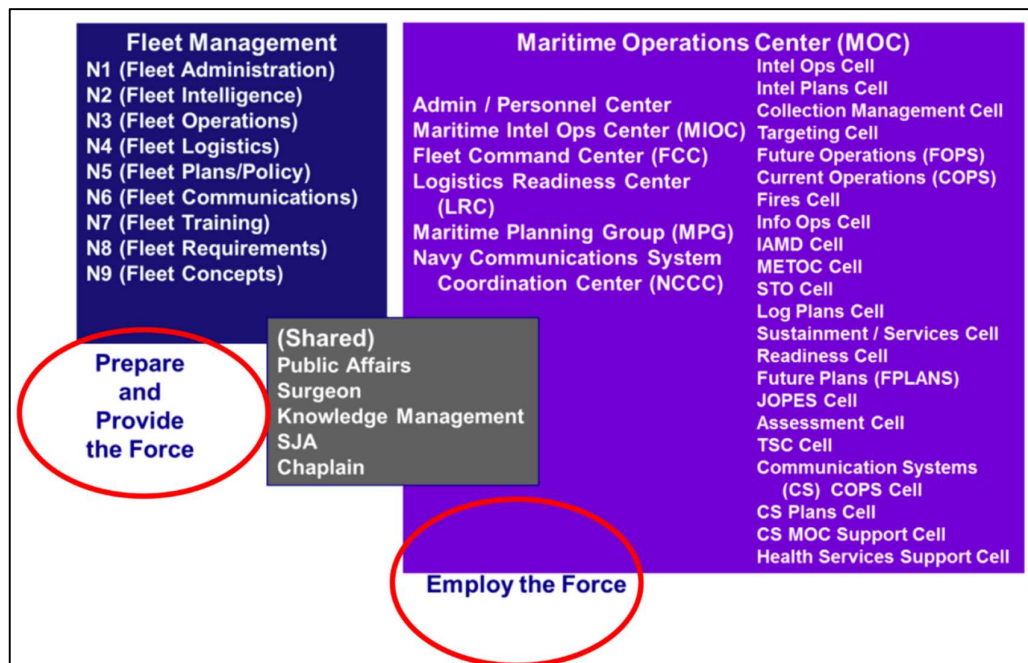 Fleet Management
N1 (Fleet Administration)
N2 (Fleet Intelligence)
N3 (Fleet Operations)
N4 (Fleet Logistics)
N5 (Fleet Plans/Policy)
N6 (Fleet Communications)
N7 (Fleet Training)
N8 (Fleet Requirements)
N9 (Fleet Concepts)
Prepare
and
Provide
the Force
(Shared)
Public Affairs
Surgeon
Knowledge Management
SJA
Chaplain
Maritime Operations Center (MOC)
Admin / Personnel Center
Maritime Intel Ops Center (MIOC)
Fleet Command Center (FCC)
Logistics Readiness Center
(LRC)
Maritime Planning Group (MPG)
Navy Communications System
Coordination Center (NCCC)
Intel Ops Cell
Intel Plans Cell
Collection Management Cell
Targeting Cell
Future Operations (FOPS)
Current Operations (COPS)
Fires Cell
Info Ops Cell
IAMD Cell
METOC Cell
STO Cell
Log Plans Cell
Sustainment / Services Cell
Readiness Cell
Future Plans (FPLANS)
JOPES Cell
Assessment Cell
TSC Cell
Communication Systems
(CS) COPS Cell
CS Plans Cell
CS MOC Support Cell
Health Services Support Cell
Employ the Force